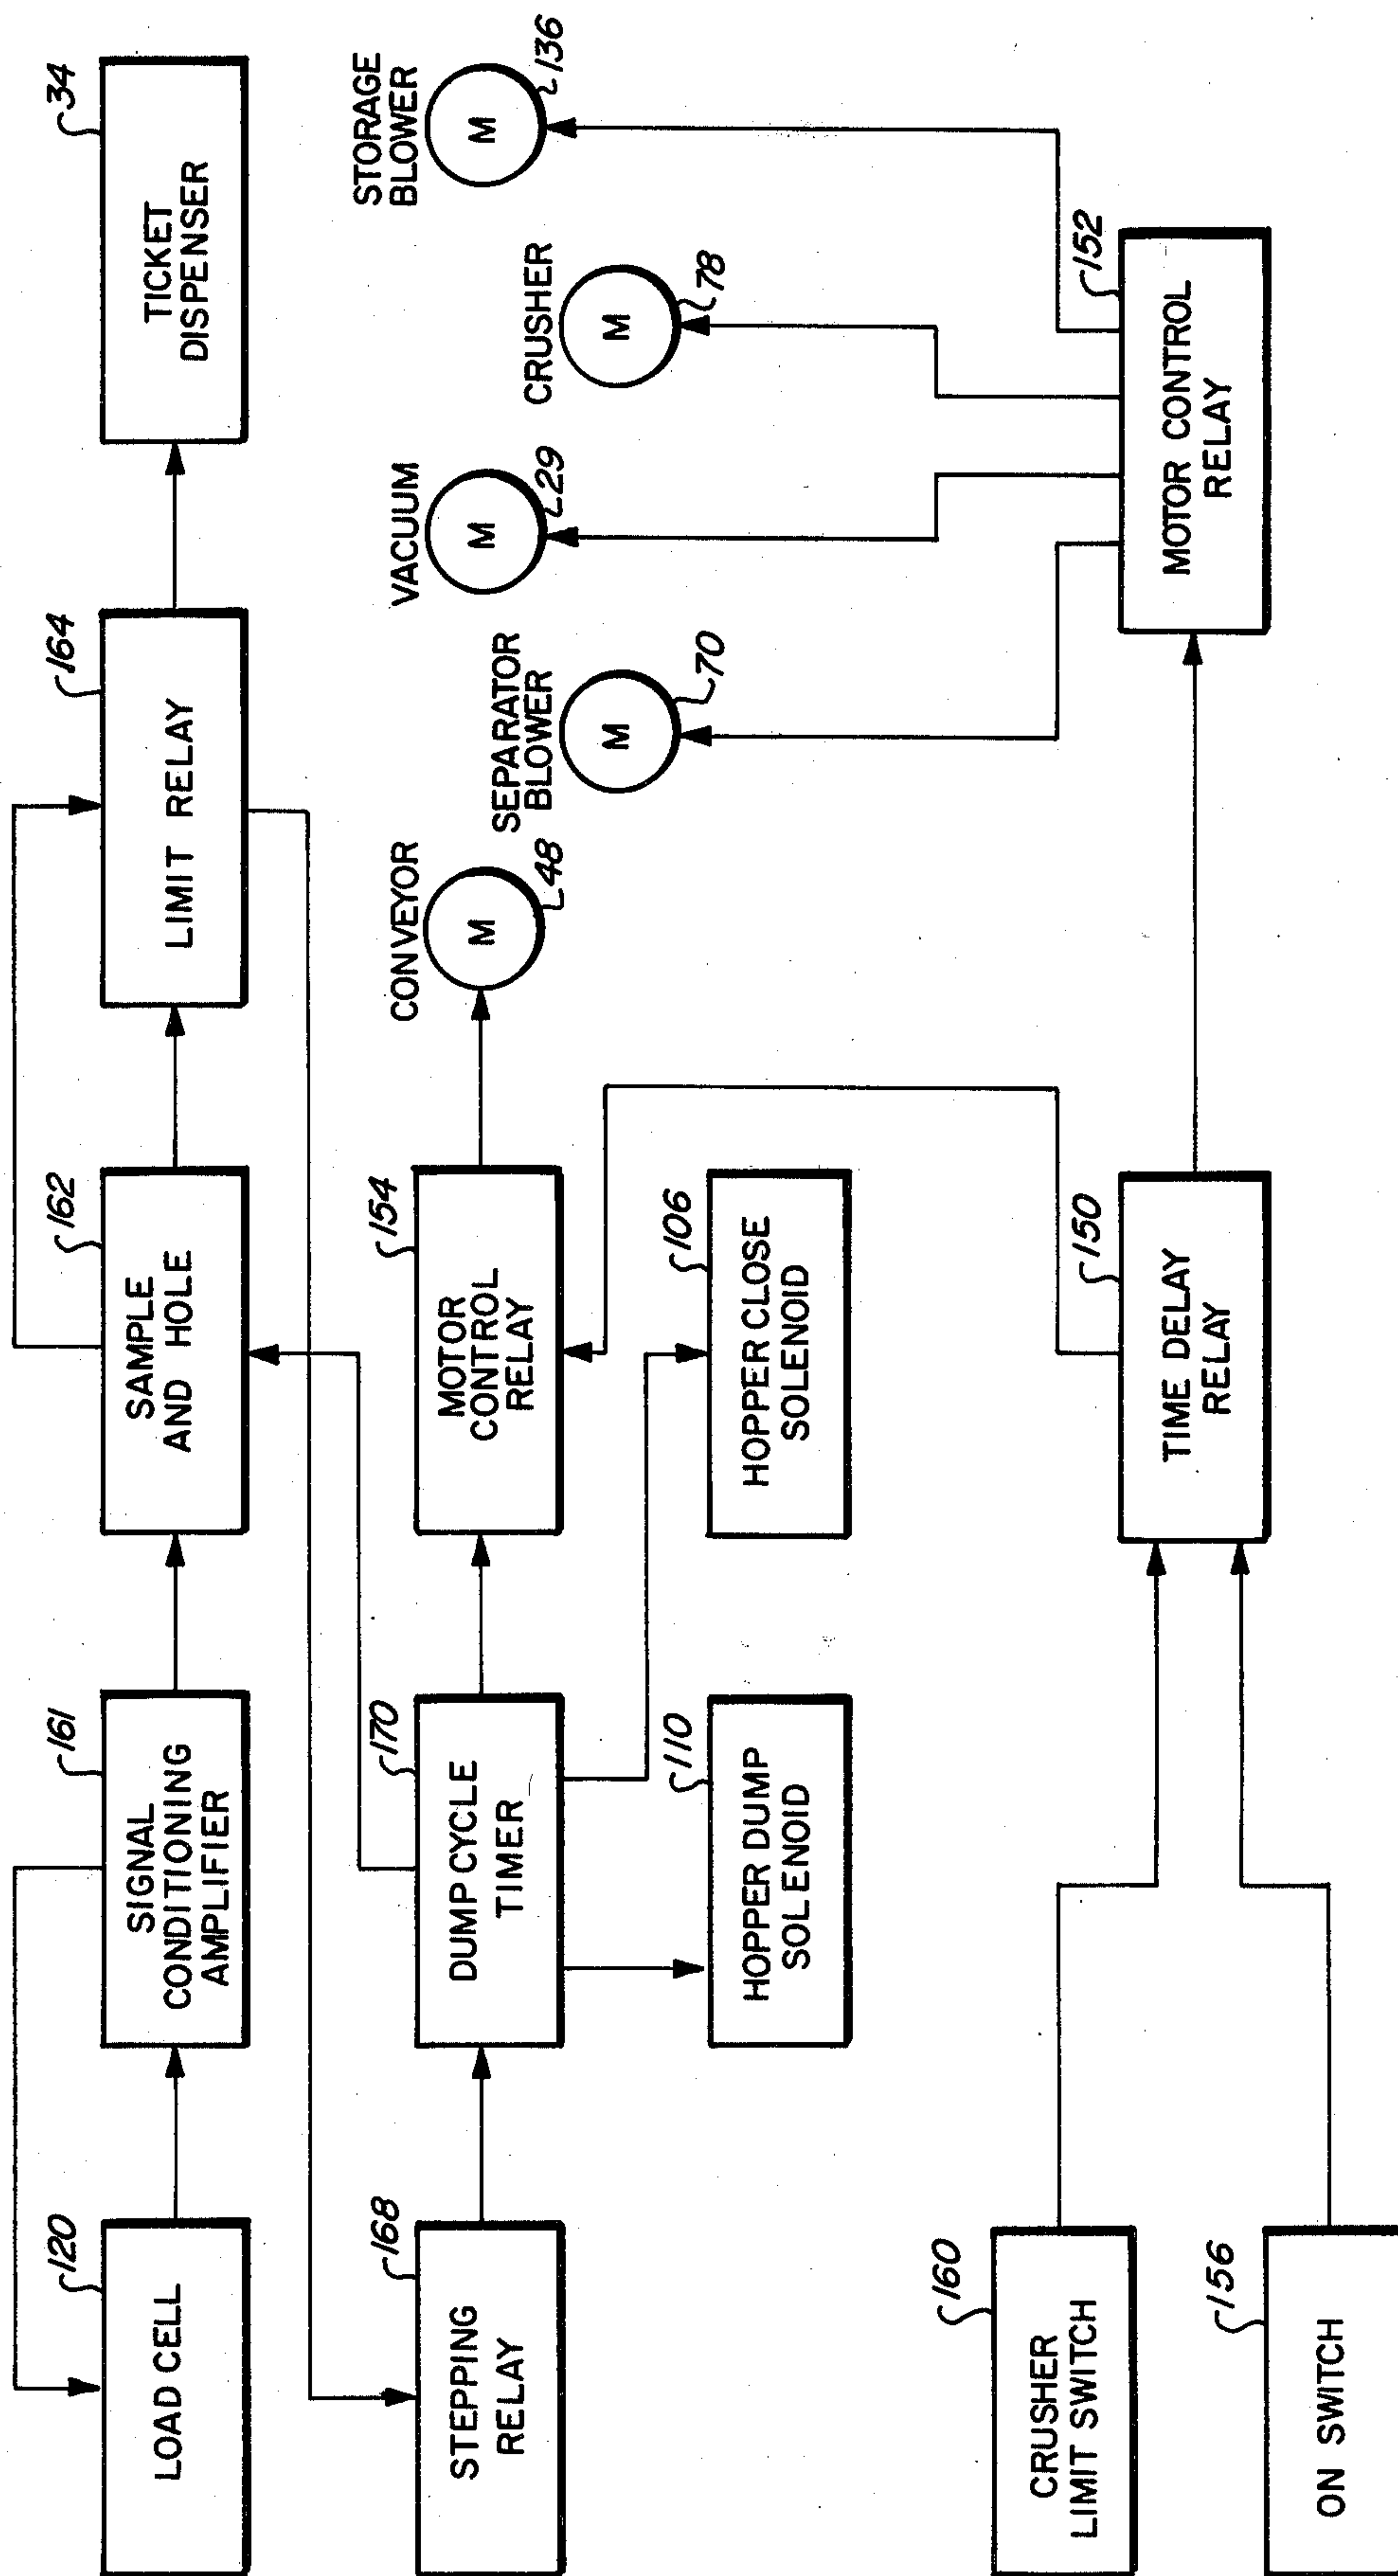 120
LOAD CELL
161
SIGNAL
CONDITIONING
AMPLIFIER
162
SAMPLE
AND HOLE
164
LIMIT RELAY
34
TICKET
DISPENSER
168
STEPPING
RELAY
170
DUMP CYCLE
TIMER
154
MOTOR
CONTROL
RELAY
CONVEYOR
M
48
SEPARATOR
BLOWER
M
70
VACUUM
M
29
CRUSHER
M
78
STORAGE
BLOWER
M
136
110
HOPPER DUMP
SOLENOID
106
HOPPER CLOSE
SOLENOID
160
CRUSHER
LIMIT SWITCH
156
ON SWITCH
150
TIME DELAY
RELAY
152
MOTOR CONTROL
RELAY